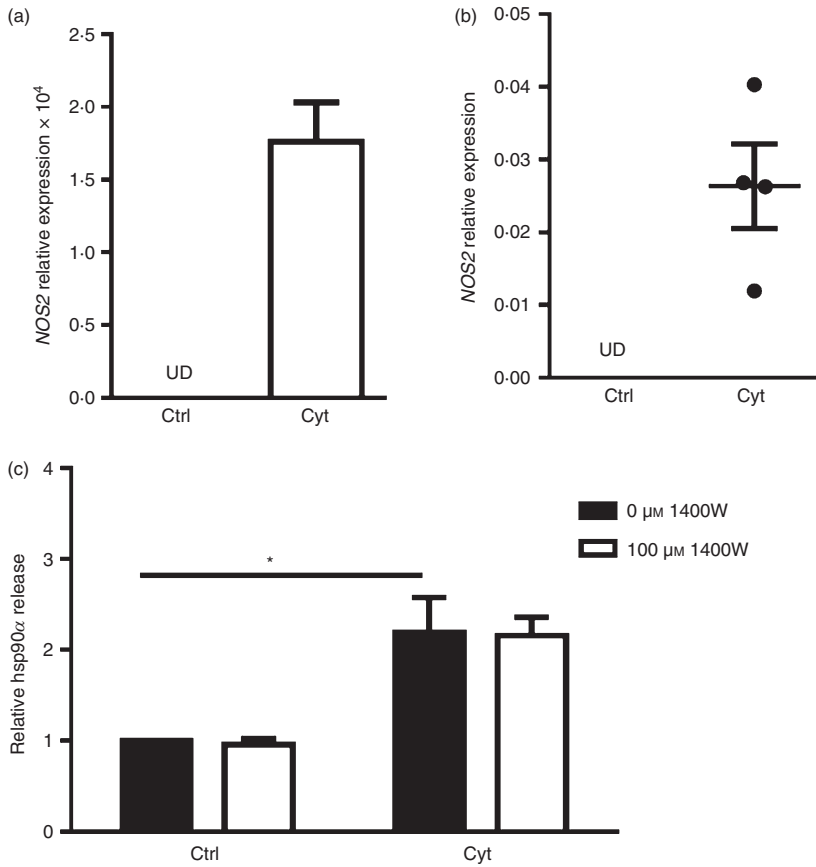 (a)
2·5
2·0
1·5
1·0
0·5
0·0
NOS2 relative expression × 10⁴
UD
Ctrl
Cyt
(b)
0·05
0·04
0·03
0·02
0·01
0·00
NOS2 relative expression
UD
Ctrl
Cyt
(c)
4
3
2
1
0
Relative hsp90α release
*
0 μM 1400W
100 μM 1400W
Ctrl
Cyt